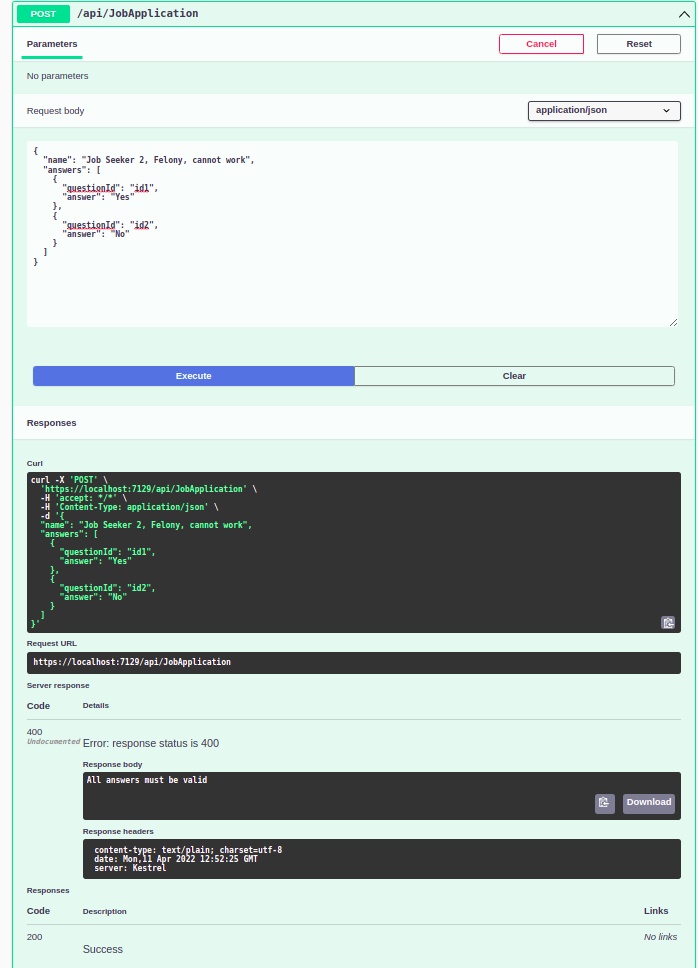 POST /api/JobApplication
Parameters Cancel Reset
No parameters
Request body application/json
{
"name": "Job Seeker 2, Felony, cannot work",
"answers": [
{
"questionId": "id1",
"answer": "Yes"
},
{
"questionId": "id2",
"answer": "No"
}
]
}
Execute Clear
Responses
Curl
curl -X 'POST' \
'https://localhost:7129/api/JobApplication' \
-H 'accept: */*' \
-H 'Content-Type: application/json' \
-d '{
"name": "Job Seeker 2, Felony, cannot work",
"answers": [
{
"questionId": "id1",
"answer": "Yes"
},
{
"questionId": "id2",
"answer": "No"
}
]
}'
Request URL
https://localhost:7129/api/JobApplication
Server response
Code Details
400
Undocumented Error: response status is 400
Response body
All answers must be valid
Download
Response headers
content-type: text/plain; charset=utf-8
date: Mon,11 Apr 2022 12:52:25 GMT
server: Kestrel
Responses
Code Description Links
200 No links
Success